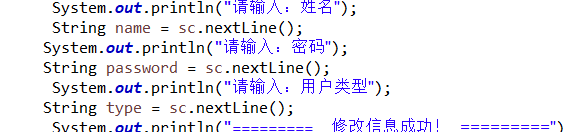 System.out.println("请输入：姓名");
String name = sc.nextLine();
System.out.println("请输入：密码");
String password = sc.nextLine();
System.out.println("请输入：用户类型");
String type = sc.nextLine();
System.out.println("========= 修改信息成功！ ==========")